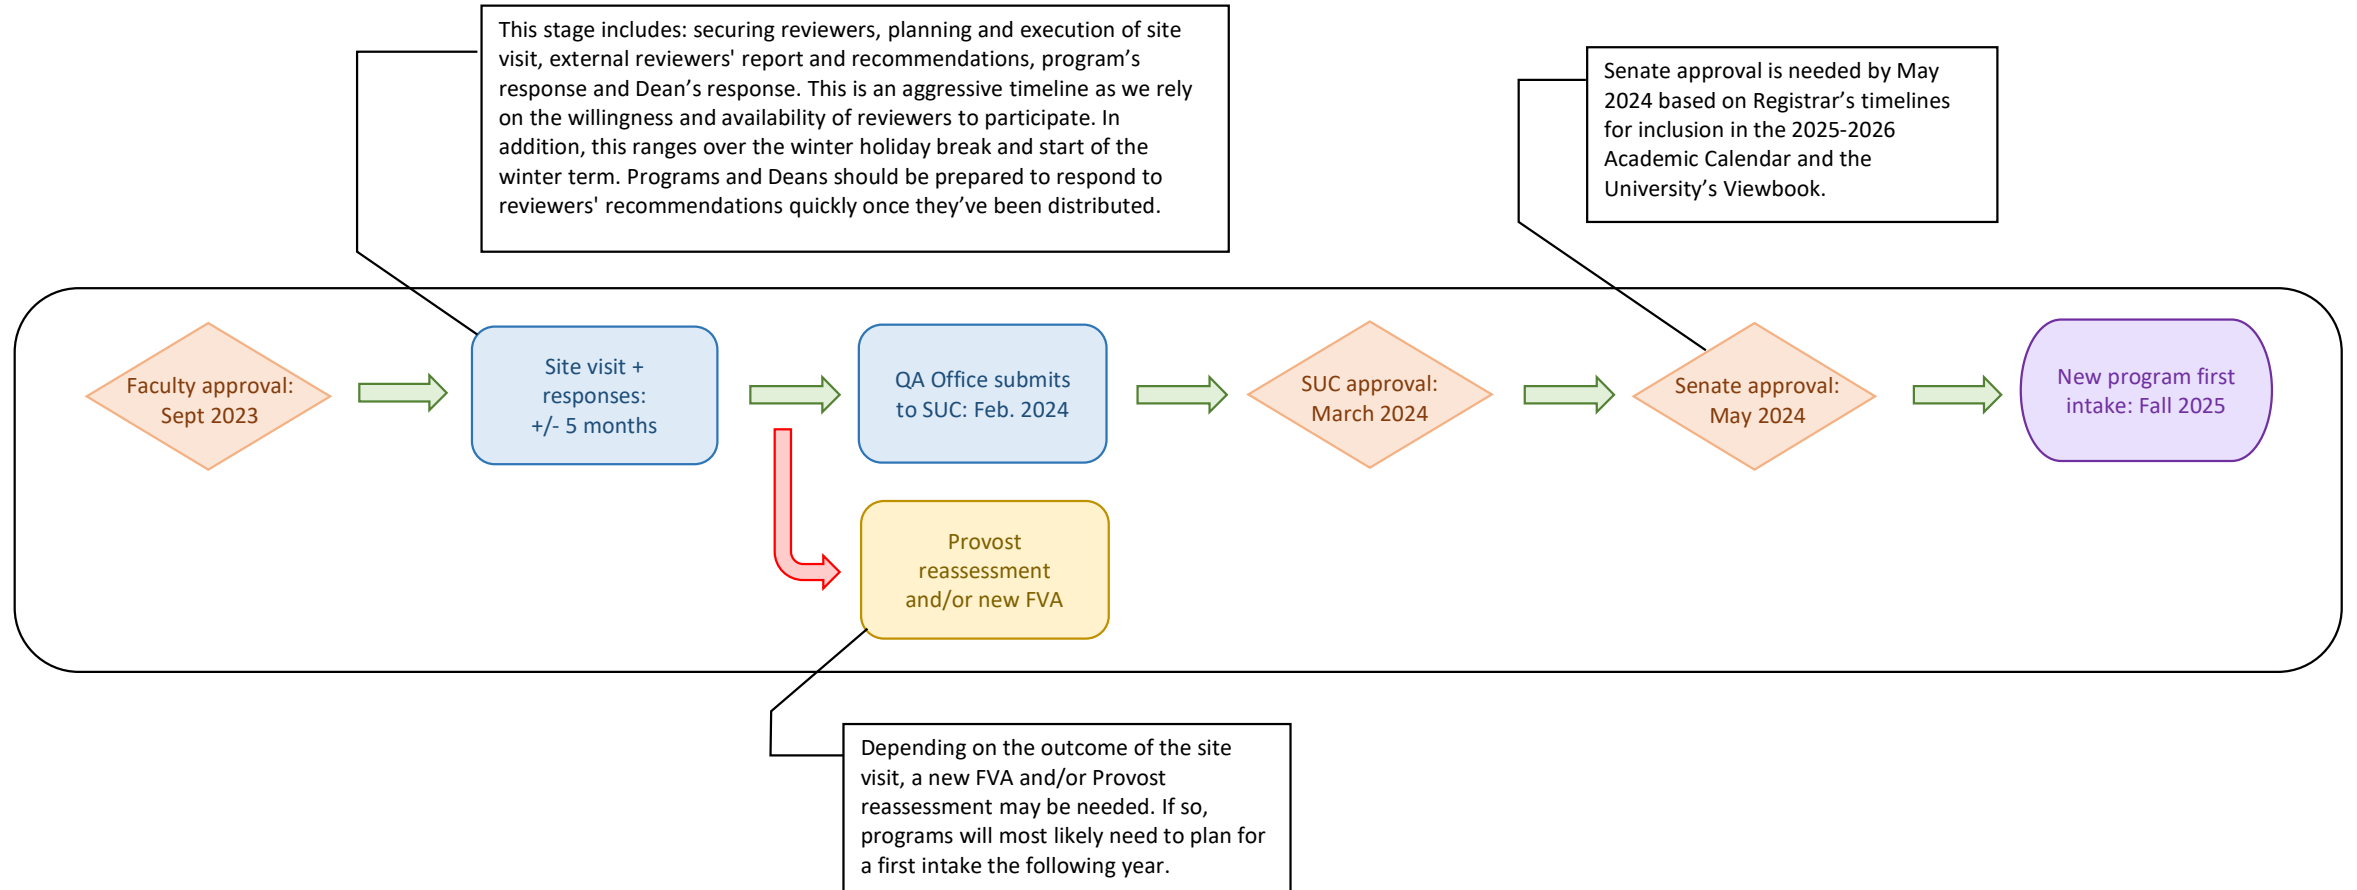 This stage includes: securing reviewers, planning and execution of site
visit, external reviewers' report and recommendations, program’s
response and Dean’s response. This is an aggressive timeline as we rely
on the willingness and availability of reviewers to participate. In
addition, this ranges over the winter holiday break and start of the
winter term. Programs and Deans should be prepared to respond to
reviewers' recommendations quickly once they’ve been distributed.
Senate approval is needed by May
2024 based on Registrar’s timelines
for inclusion in the 2025-2026
Academic Calendar and the
University’s Viewbook.
Faculty approval:
Sept 2023
Site visit +
responses:
+/- 5 months
QA Office submits
to SUC: Feb. 2024
SUC approval:
March 2024
Senate approval:
May 2024
New program first
intake: Fall 2025
Provost
reassessment
and/or new FVA
Depending on the outcome of the site
visit, a new FVA and/or Provost
reassessment may be needed. If so,
programs will most likely need to plan for
a first intake the following year.